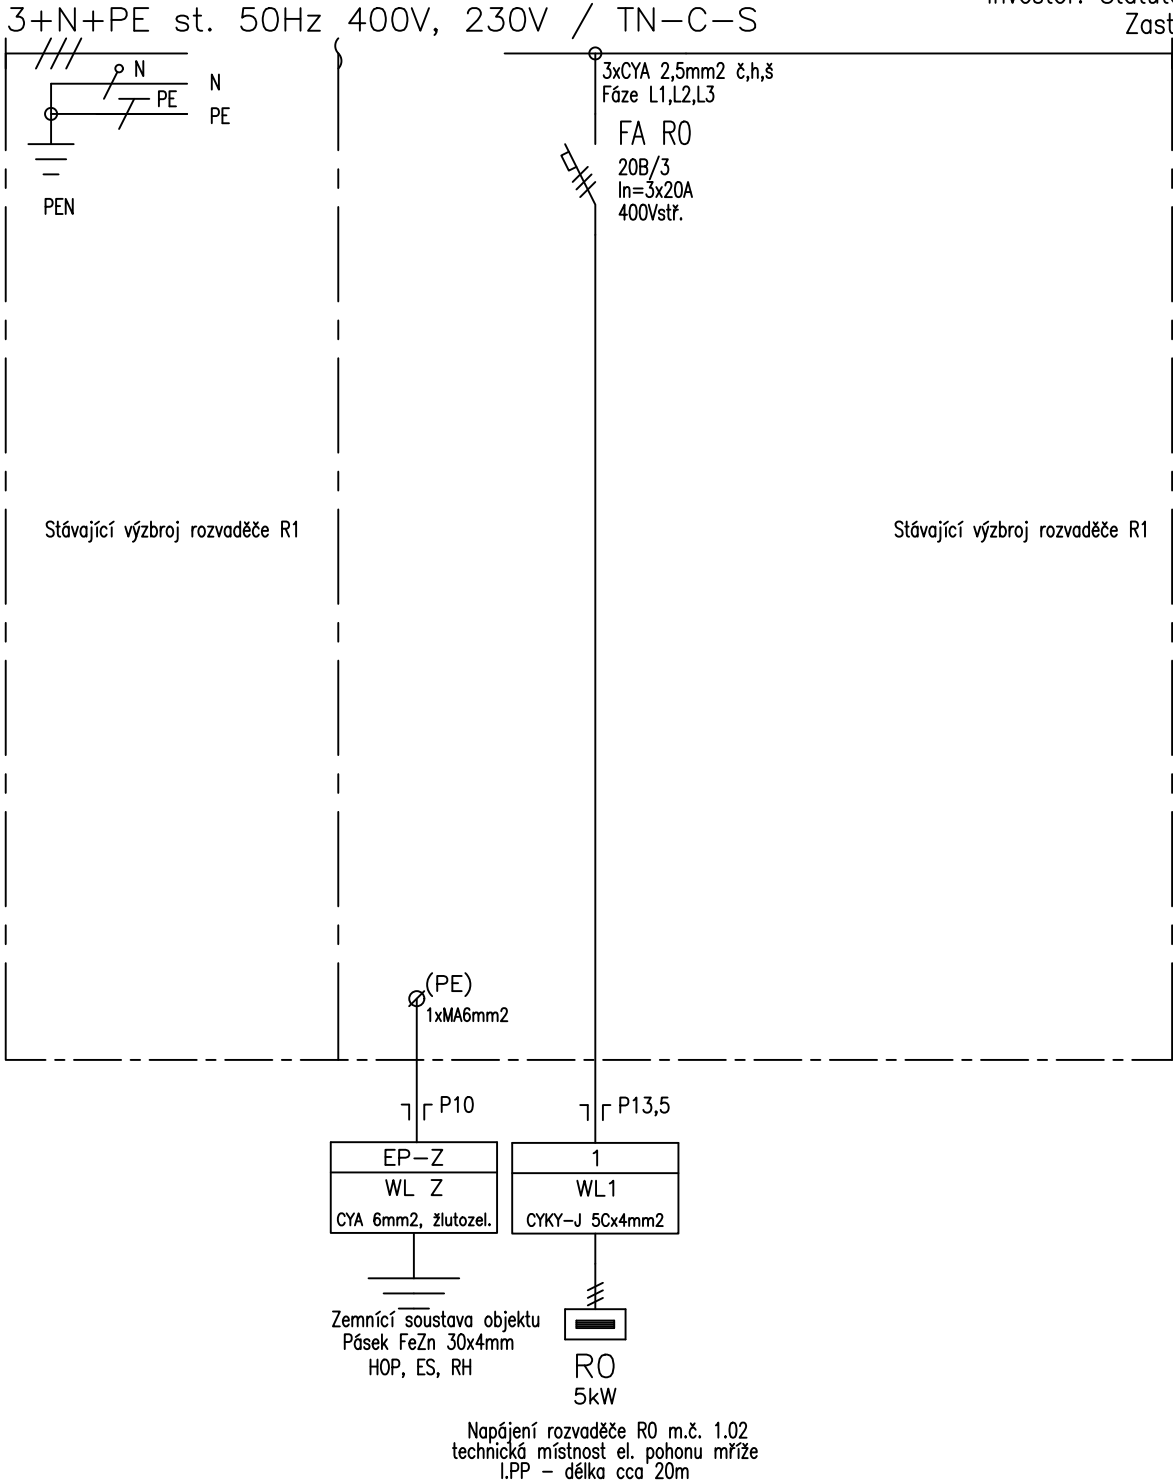 3+N+PE st. 50Hz 400V, 230V / TN-C-S
Zast
N
N
PE
PE
PEN
3xCYA 2,5mm2 č,h,š
Fáze L1,L2,L3
FA R0
20B/3
In=3x20A
400Vstř.
Stávající výzbroj rozvaděče R1
Stávající výzbroj rozvaděče R1
(PE)
1xMA6mm2
P10
P13,5
EP-Z
WL Z
CYA 6mm2, žlutozel.
1
WL1
CYKY-J 5Cx4mm2
Zemnící soustava objektu
Pásek FeZn 30x4mm
HOP, ES, RH
R0
5kW
Napájení rozvaděče R0 m.č. 1.02
technická místnost el. pohonu mříže
I.PP - délka cca 20m